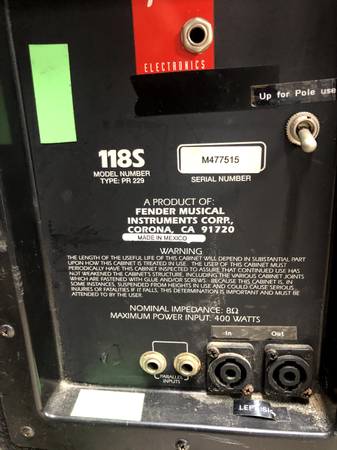 ELECTRONICS
Up for Pole use
118S
MODEL NUMBER
TYPE: PR 229
M477515
SERIAL NUMBER
A PRODUCT OF:
FENDER MUSICAL
INSTRUMENTS CORP.
CORONA, CA 91720
MADE IN MEXICO
WARNING
THE LENGTH OF THE USEFUL LIFE OF THIS CABINET WILL DEPEND IN SUBSTANTIAL PART
UPON HOW THIS CABINET IS TREATED IN USE. THE USER OF THIS CABINET MUST
PERIODICALLY HAVE THIS CABINET INSPECTED TO ASSURE THAT CONTINUED USE HAS
NOT WEAKENED THE CABINET'S STRUCTURE, INCLUDING THE VARIOUS CABINET JOINTS
WHICH ARE FASTENED WITH GLUE AND/OR SCREWS. BECAUSE THIS CABINET IS, IN
SOME INSTANCES, SUSPENDED FROM HEIGHTS IN USE AND COULD CAUSE SERIOUS
INJURIES OR FATALITIES IF IT FALLS, THIS DETERMINATION IS IMPORTANT AND MUST BE
ATTENDED TO BY THE USER.
NOMINAL IMPEDANCE: 8Ω
MAXIMUM POWER INPUT: 400 WATTS
In Out
PARALLEL
INPUTS